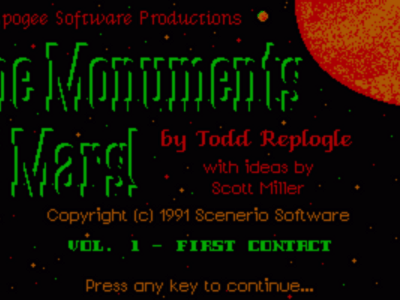 pogee Software Productions
he Monuments
Mars!
by Todd Replogle
with ideas by
Scott Miller
Copyright (c) 1991 Scenerio Software
VOL. 1 - FIRST CONTACT
Press any key to continue...